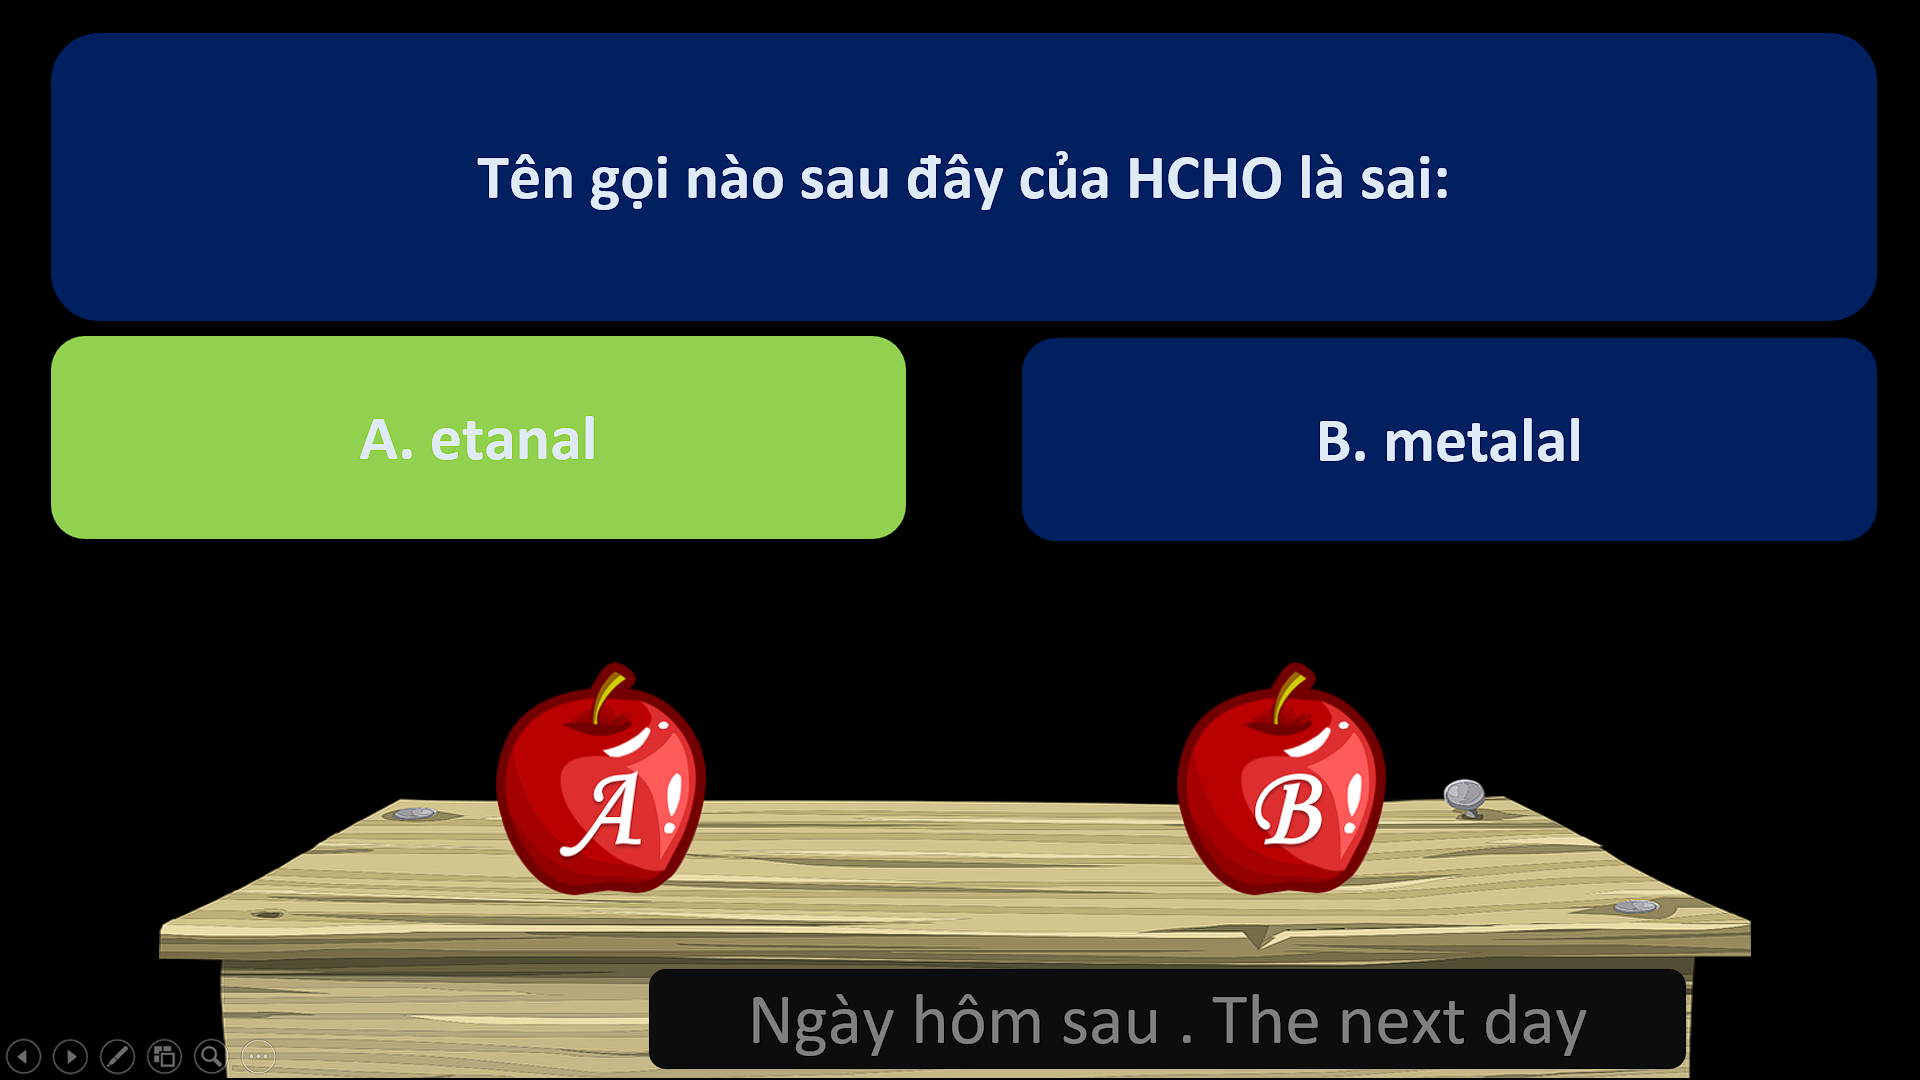 Tên gọi nào sau đây của HCHO là sai:
A. etanal
B. metalal
A!
B!
Ngày hôm sau . The next day